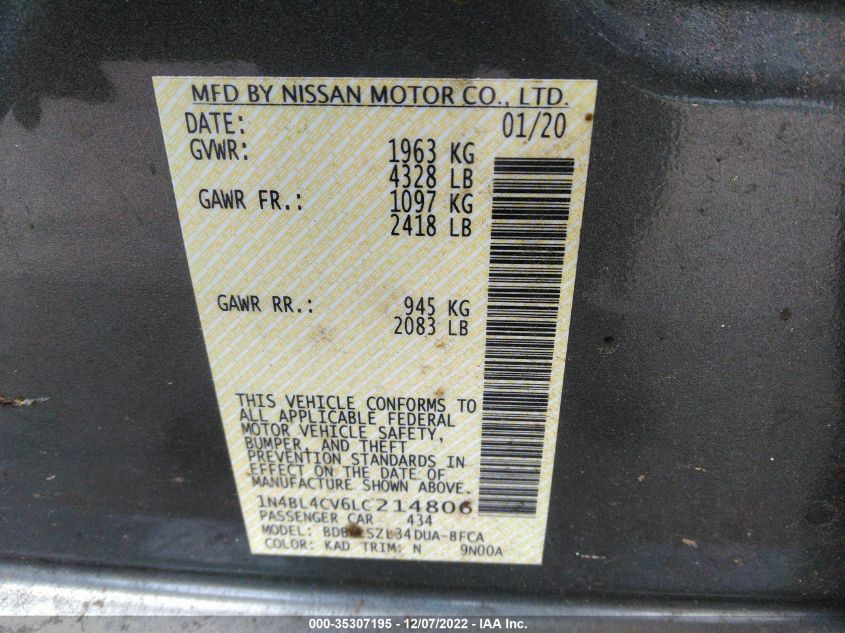 MFD BY NISSAN MOTOR CO., LTD.
DATE: 01/20
GVWR: 1963 KG
4328 LB
GAWR FR.: 1097 KG
2418 LB
GAWR RR.: 945 KG
2083 LB
THIS VEHICLE CONFORMS TO
ALL APPLICABLE FEDERAL
MOTOR VEHICLE SAFETY,
BUMPER, AND THEFT
PREVENTION STANDARDS IN
EFFECT ON THE DATE OF
MANUFACTURE SHOWN ABOVE.
1N4BL4CV6LC214806
PASSENGER CAR 434
MODEL:
COLOR: KAD TRIM: N 9N00A
000-35307195 - 12/07/2022 - IAA Inc.